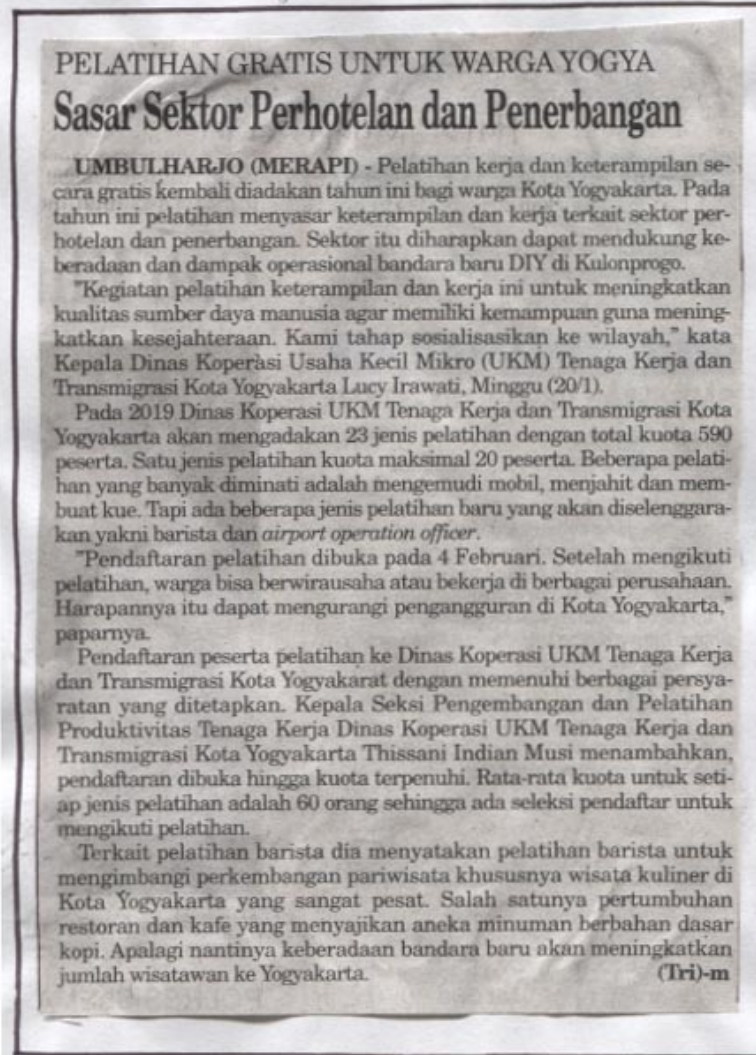 PELATIHAN GRATIS UNTUK WARGA YOGYA
Sasar Sektor Perhotelan dan Penerbangan
UMBULHARJO (MERAPI) - Pelatihan kerja dan keterampilan se-
cara gratis kembali diadakan tahun ini bagi warga Kota Yogyakarta. Pada
tahun ini pelatihan menyasar keterampilan dan kerja terkait sektor per-
hotelan dan penerbangan. Sektor itu diharapkan dapat mendukung ke-
beradaan dan dampak operasional bandara baru DIY di Kulonprogo.
"Kegiatan pelatihan keterampilan dan kerja ini untuk meningkatkan
kualitas sumber daya manusia agar memiliki kemampuan guna mening-
katkan kesejahteraan. Kami tahap sosialisasikan ke wilayah," kata
Kepala Dinas Koperasi Usaha Kecil Mikro (UKM) Tenaga Kerja dan
Transmigrasi Kota Yogyakarta Lucy Irawati, Minggu (20/1).
Pada 2019 Dinas Koperasi UKM Tenaga Kerja dan Transmigrasi Kota
Yogyakarta akan mengadakan 23 jenis pelatihan dengan total kuota 590
peserta. Satu jenis pelatihan kuota maksimal 20 peserta. Beberapa pelati-
han yang banyak diminati adalah mengemudi mobil, menjahit dan mem-
buat kue. Tapi ada beberapa jenis pelatihan baru yang akan diselenggara-
kan yakni barista dan airport operation officer.
"Pendaftaran pelatihan dibuka pada 4 Februari. Setelah mengikuti
pelatihan, warga bisa berwirausaha atau bekerja di berbagai perusahaan.
Harapannya itu dapat mengurangi pengangguran di Kota Yogyakarta,"
paparnya.
Pendaftaran peserta pelatihan ke Dinas Koperasi UKM Tenaga Kerja
dan Transmigrasi Kota Yogyakarat dengan memenuhi berbagai persya-
ratan yang ditetapkan. Kepala Seksi Pengembangan dan Pelatihan
Produktivitas Tenaga Kerja Dinas Koperasi UKM Tenaga Kerja dan
Transmigrasi Kota Yogyakarta Thissani Indian Musi menambahkan,
pendaftaran dibuka hingga kuota terpenuhi. Rata-rata kuota untuk seti-
ap jenis pelatihan adalah 60 orang sehingga ada seleksi pendaftar untuk
mengikuti pelatihan.
Terkait pelatihan barista dia menyatakan pelatihan barista untuk
mengimbangi perkembangan pariwisata khususnya wisata kuliner di
Kota Yogyakarta yang sangat pesat. Salah satunya pertumbuhan
restoran dan kafe yang menyajikan aneka minuman berbahan dasar
kopi. Apalagi nantinya keberadaan bandara baru akan meningkatkan
jumlah wisatawan ke Yogyakarta. (Tri)-m